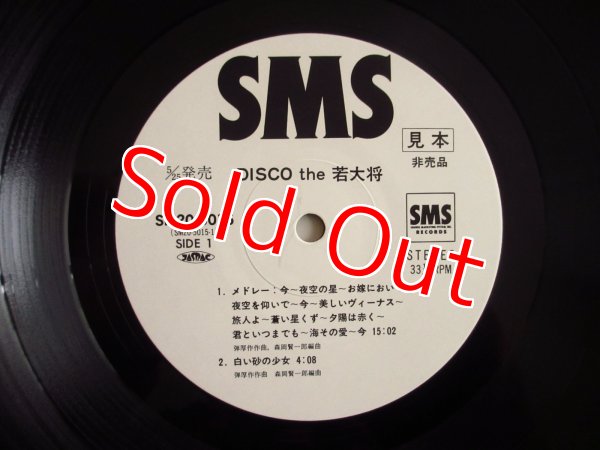 SMS
見本
非売品
5/25発売
DISCO the 若大将
Sold Out
(SM20-5015-1)
SIDE 1
JASRAC
SMS
RECORDS
1. メドレー：今〜夜空の星〜お嫁においで
夜空を仰いで〜今〜美しいヴィーナス〜
旅人よ〜蒼い星くず〜夕陽は赤く〜
君といつまでも〜海その愛〜今 15:02
弾厚作作曲，森岡賢一郎編曲
2. 白い砂の少女 4:08
弾厚作作曲 森岡賢一郎編曲